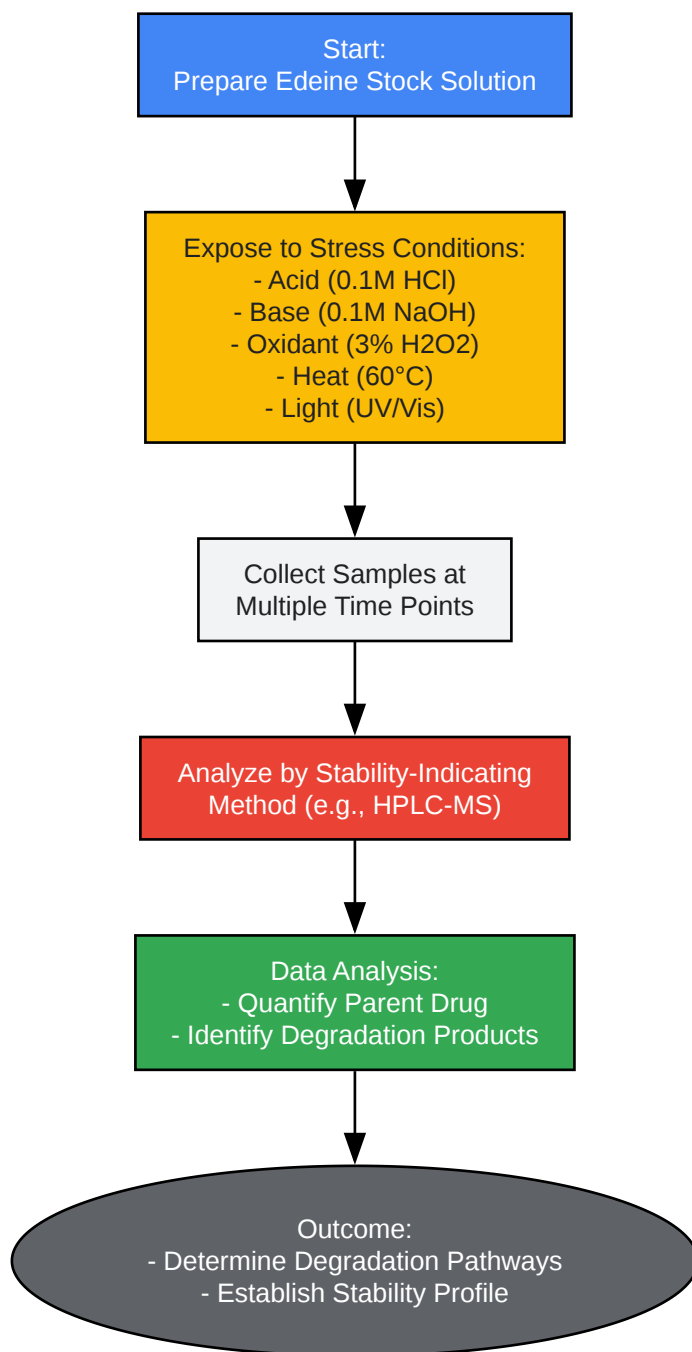 Start:
Prepare Edeine Stock Solution
Expose to Stress Conditions:
- Acid (0.1M HCl)
- Base (0.1M NaOH)
- Oxidant (3% H2O2)
- Heat (60°C)
- Light (UV/Vis)
Collect Samples at
Multiple Time Points
Analyze by Stability-Indicating
Method (e.g., HPLC-MS)
Data Analysis:
- Quantify Parent Drug
- Identify Degradation Products
Outcome:
- Determine Degradation Pathways
- Establish Stability Profile